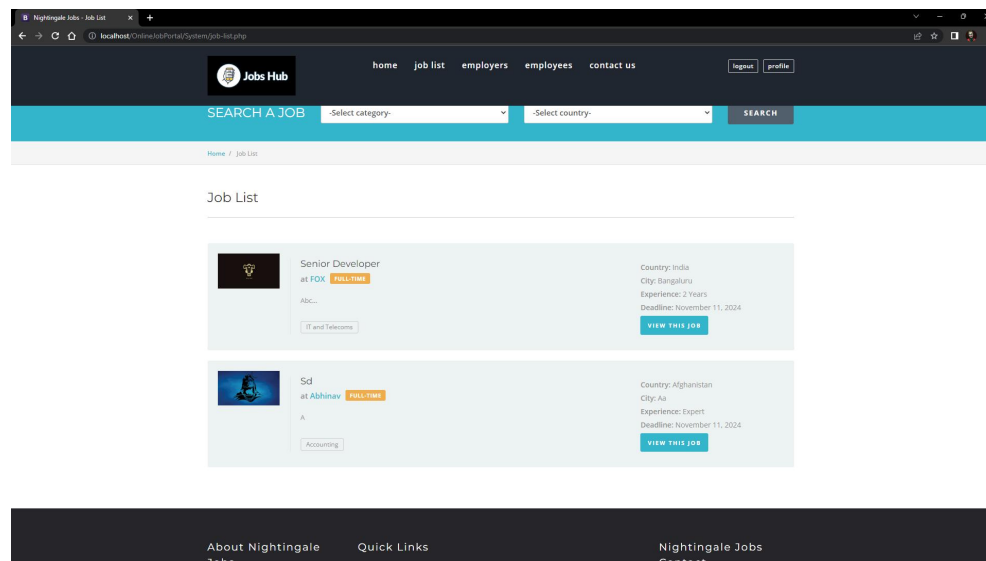 B Nightingale Jobs - Job List
localhost/OnlineJobPortal/System/job-list.php
Jobs Hub
home job list employers employees contact us
logout profile
SEARCH A JOB -Select category- -Select country- SEARCH
Home / Job List
Job List
Senior Developer
at FOX FULL-TIME
Abc...
IT and Telecoms
Country: India
City: Bangaluru
Experience: 2 Years
Deadline: November 11, 2024
VIEW THIS JOB
Sd
at Abhinav FULL-TIME
A
Accounting
Country: Afghanistan
City: Aa
Experience: Expert
Deadline: November 11, 2024
VIEW THIS JOB
About Nightingale Quick Links Nightingale Jobs
Jobs Contact